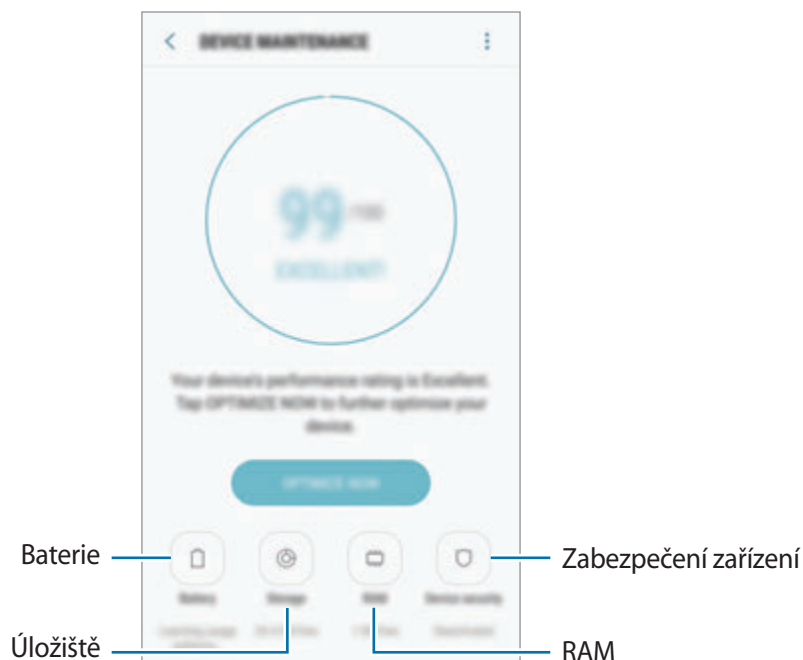 DEVICE MAINTENANCE
99 /100
EXCELLENT!
Your device's performance rating is Excellent.
Tap OPTIMIZE NOW to further optimize your
device.
OPTIMIZE NOW
Baterie
Zabezpečení zařízení
Battery
Storage
RAM
Device security
Úložiště
RAM